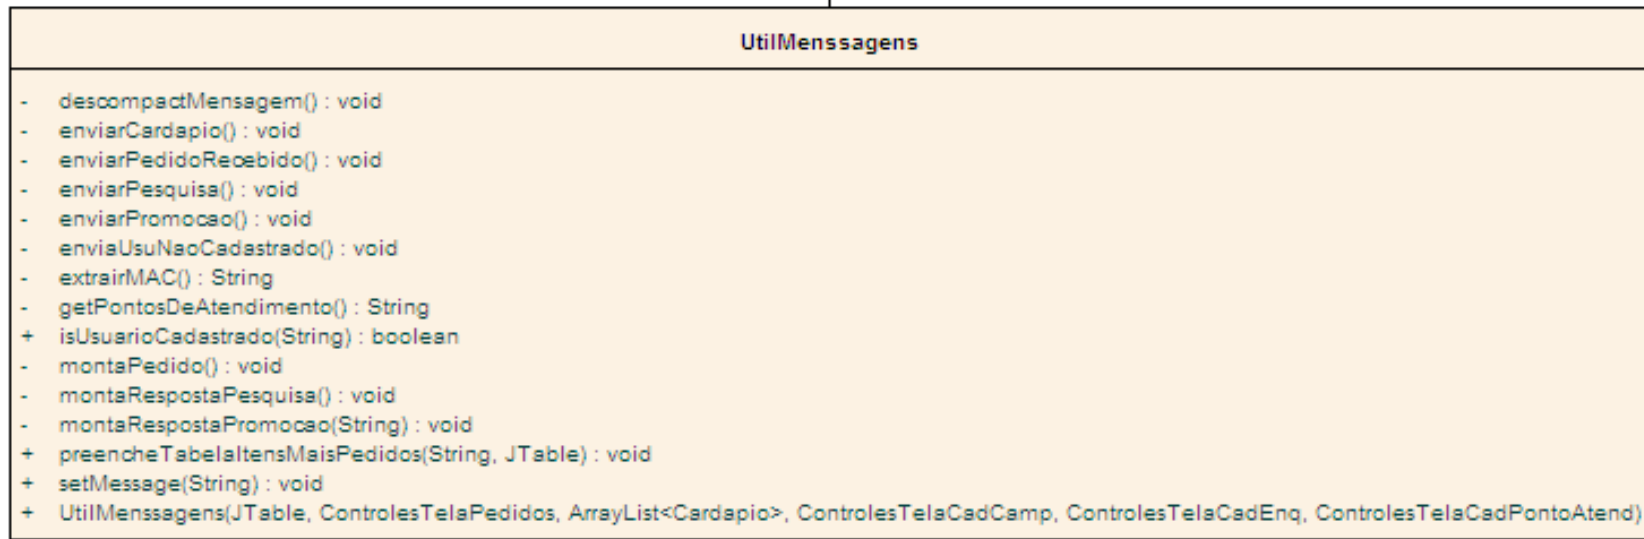 UtilMenssagens
- descompactMensagem() : void
- enviarCardapio() : void
- enviarPedidoRecebido() : void
- enviarPesquisa() : void
- enviarPromocao() : void
- enviaUsuNaoCadastrado() : void
- extrairMAC() : String
- getPontosDeAtendimento() : String
+ isUsuarioCadastrado(String) : boolean
- montaPedido() : void
- montaRespostaPesquisa() : void
- montaRespostaPromocao(String) : void
+ preencheTabelaItensMaisPedidos(String, JTable) : void
+ setMessage(String) : void
+ UtilMenssagens(JTable, ControlesTelaPedidos, ArrayList<Cardapio>, ControlesTelaCadCamp, ControlesTelaCadEnq, ControlesTelaCadPontoAtend)